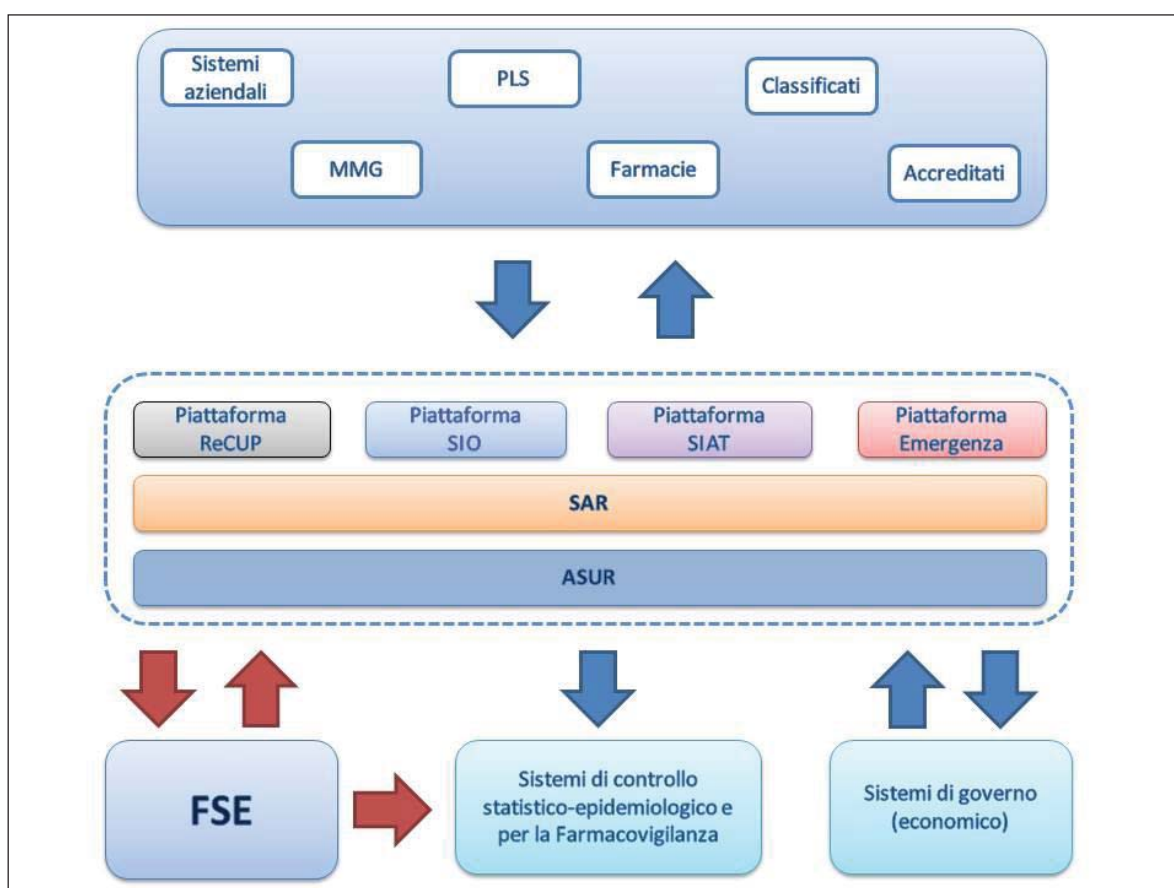 Sistemi
aziendali
PLS
Classificati
MMG
Farmacie
Accreditati
Piattaforma
ReCUP
Piattaforma
SIO
Piattaforma
SIAT
Piattaforma
Emergenza
SAR
ASUR
FSE
Sistemi di controllo
statistico-epidemiologico e
per la Farmacovigilanza
Sistemi di governo
(economico)